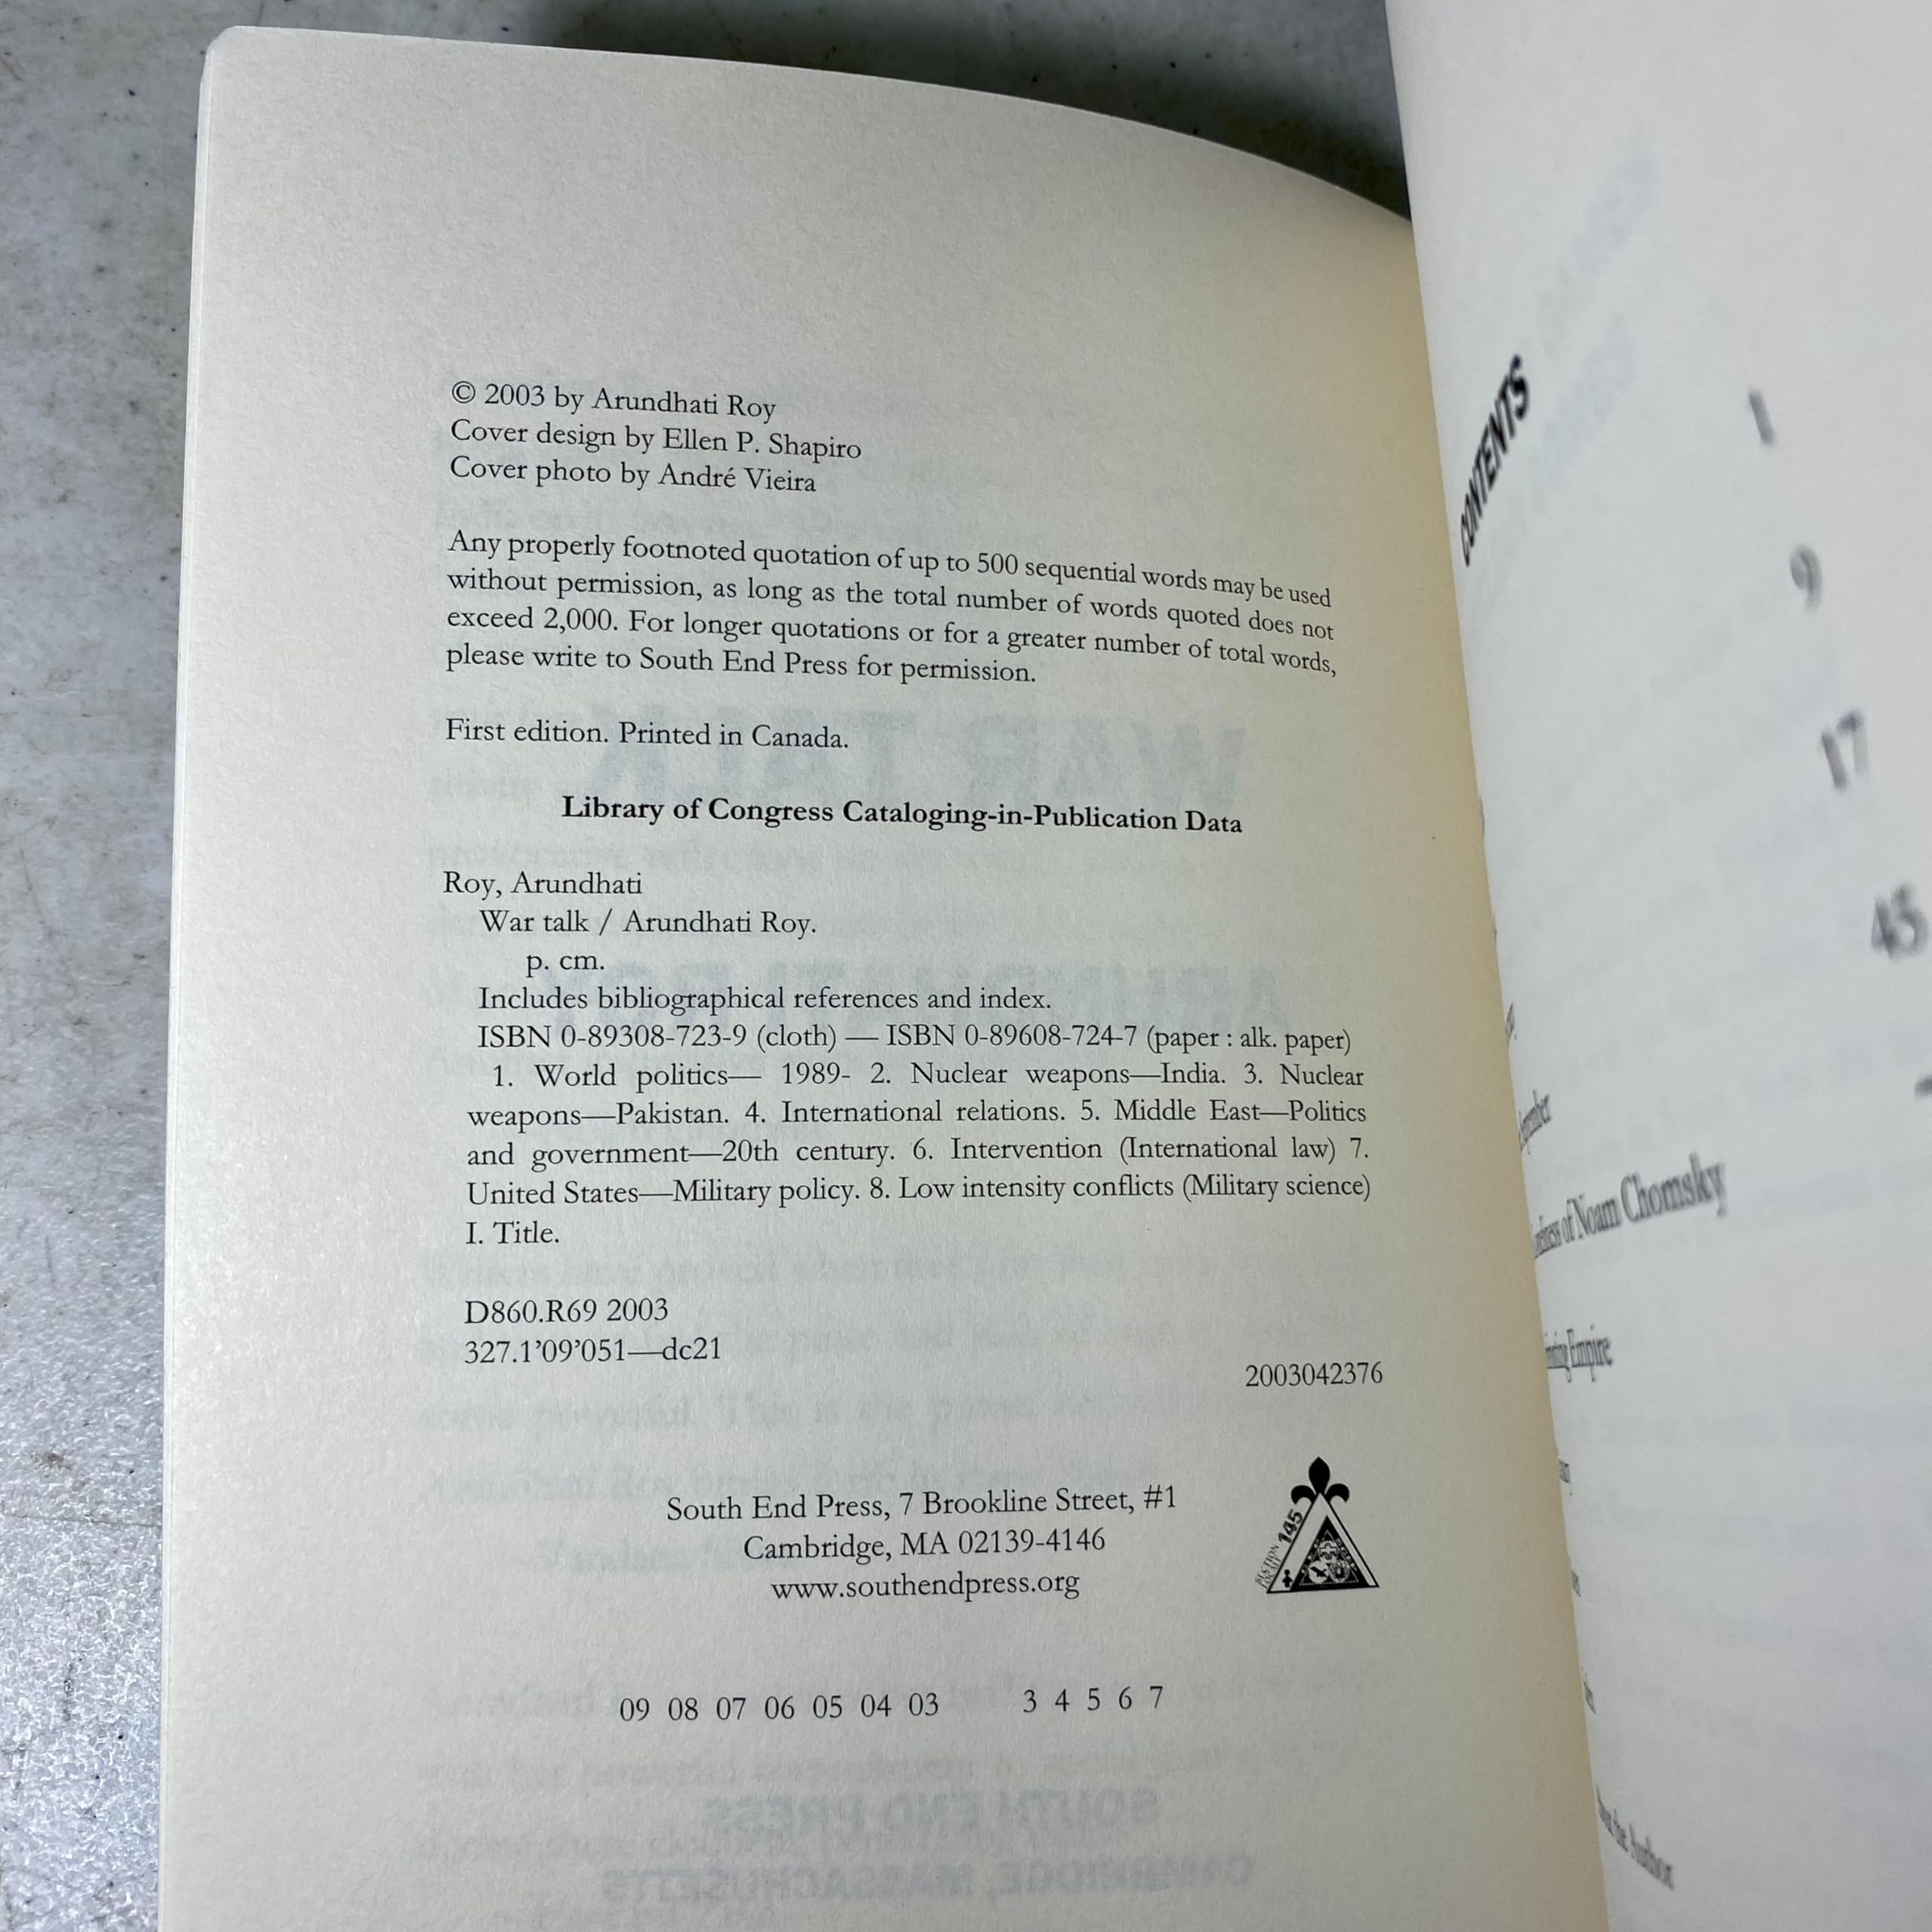 © 2003 by Arundhati Roy
Cover design by Ellen P. Shapiro
Cover photo by André Vieira
Any properly footnoted quotation of up to 500 sequential words may be used
without permission, as long as the total number of words quoted does not
exceed 2,000. For longer quotations or for a greater number of total words,
please write to South End Press for permission.
First edition. Printed in Canada.
Library of Congress Cataloging-in-Publication Data
Roy, Arundhati
War talk / Arundhati Roy.
p. cm.
Includes bibliographical references and index.
ISBN 0-89308-723-9 (cloth) — ISBN 0-89608-724-7 (paper : alk. paper)
1. World politics— 1989- 2. Nuclear weapons—India. 3. Nuclear
weapons—Pakistan. 4. International relations. 5. Middle East—Politics
and government—20th century. 6. Intervention (International law) 7.
United States—Military policy. 8. Low intensity conflicts (Military science)
I. Title.
D860.R69 2003
327.1’09’051—dc21
2003042376
South End Press, 7 Brookline Street, #1
Cambridge, MA 02139-4146
www.southendpress.org
145
09 08 07 06 05 04 03 3 4 5 6 7
CONTENTS
1
9
17
45
of Noam Chomsky
Empire
the Author